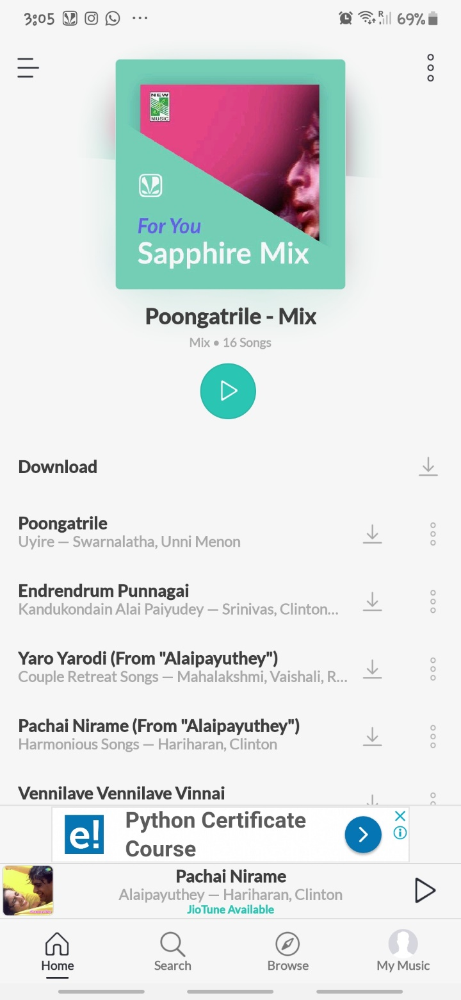 3:05
R 69%
NEW
MUSIC
For You
Sapphire Mix
Poongatrile - Mix
Mix • 16 Songs
Download
Poongatrile
Uyire — Swarnalatha, Unni Menon
Endrendrum Punnagai
Kandukondain Alai Paiyudey — Srinivas, Clinton...
Yaro Yarodi (From "Alaipayuthey")
Couple Retreat Songs — Mahalakshmi, Vaishali, R...
Pachai Nirame (From "Alaipayuthey")
Harmonious Songs — Hariharan, Clinton
Vennilave Vennilave Vinnai
e! Python Certificate
Course
Pachai Nirame
Alaipayuthey — Hariharan, Clinton
JioTune Available
Home Search Browse My Music